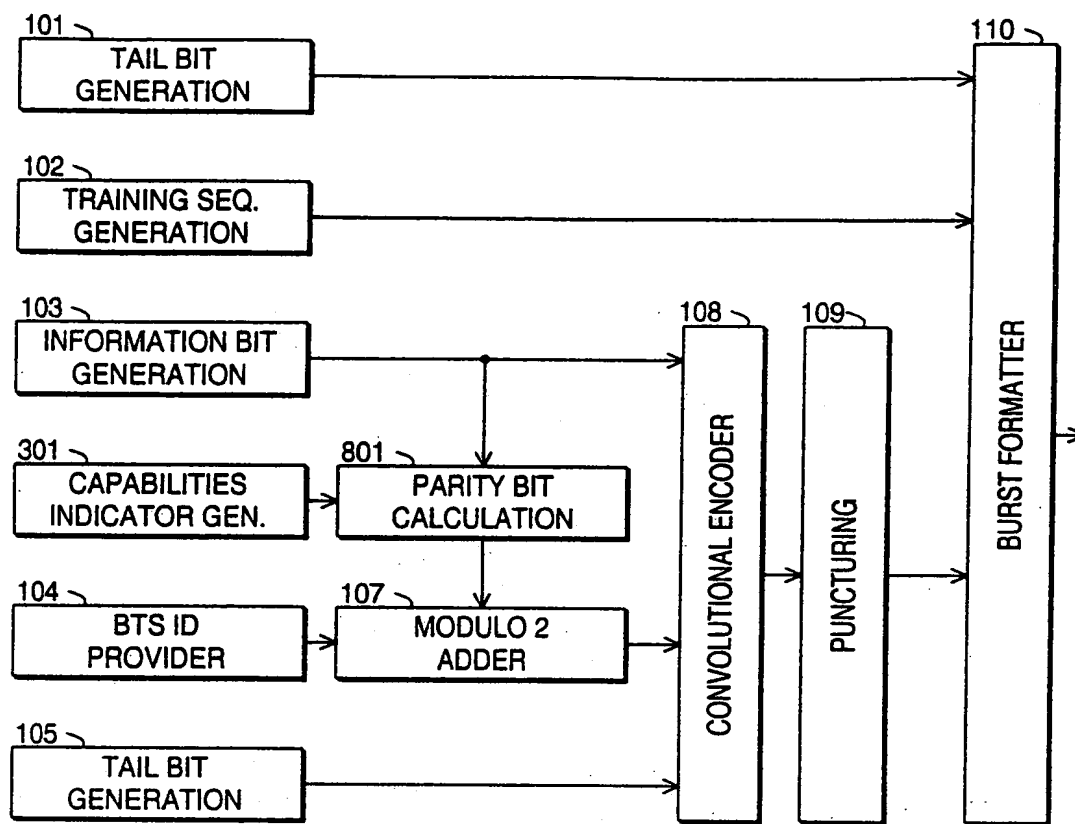 101
TAIL BIT
GENERATION
102
TRAINING SEQ.
GENERATION
103
INFORMATION BIT
GENERATION
301
CAPABILITIES
INDICATOR GEN.
801
PARITY BIT
CALCULATION
104
BTS ID
PROVIDER
107
MODULO 2
ADDER
105
TAIL BIT
GENERATION
108
CONVOLUTIONAL ENCODER
109
PUNCTURING
110
BURST FORMATTER